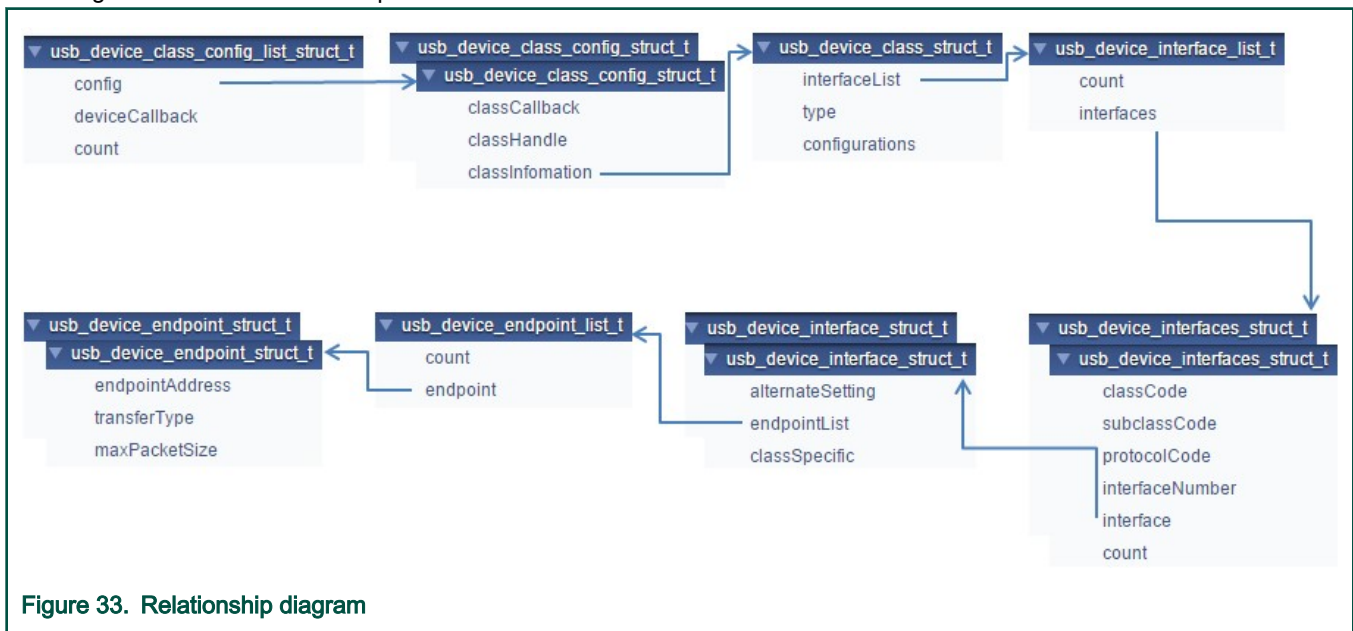 usb_device_class_config_list_struct_t
config
deviceCallback
count
usb_device_class_config_struct_t
usb_device_class_config_struct_t
classCallback
classHandle
classInfomation
usb_device_class_struct_t
interfaceList
type
configurations
usb_device_interface_list_t
count
interfaces
usb_device_endpoint_struct_t
usb_device_endpoint_struct_t
endpointAddress
transferType
maxPacketSize
usb_device_endpoint_list_t
count
endpoint
usb_device_interface_struct_t
usb_device_interface_struct_t
alternateSetting
endpointList
classSpecific
usb_device_interfaces_struct_t
usb_device_interfaces_struct_t
classCode
subclassCode
protocolCode
interfaceNumber
interface
count
Figure 33. Relationship diagram